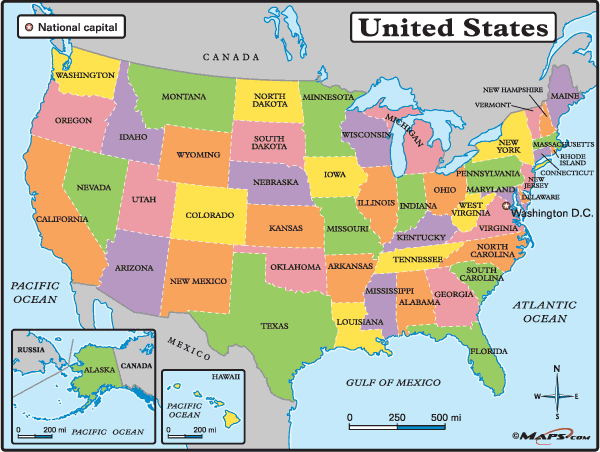 National capital
United States
CANADA
WASHINGTON
MONTANA
NORTH
DAKOTA
MINNESOTA
MICHIGAN
NEW HAMPSHIRE
VERMONT
MAINE
OREGON
IDAHO
WYOMING
SOUTH
DAKOTA
WISCONSIN
NEW
YORK
MASSACHUSETTS
RHODE
ISLAND
CONNECTICUT
NEVADA
UTAH
COLORADO
NEBRASKA
IOWA
ILLINOIS
INDIANA
OHIO
PENNSYLVANIA
NEW
JERSEY
MARYLAND
DELAWARE
Washington D.C.
WEST
VIRGINIA
VIRGINIA
CALIFORNIA
KANSAS
MISSOURI
KENTUCKY
ARIZONA
NEW MEXICO
OKLAHOMA
ARKANSAS
TENNESSEE
NORTH
CAROLINA
SOUTH
CAROLINA
TEXAS
LOUISIANA
MISSISSIPPI
ALABAMA
GEORGIA
FLORIDA
PACIFIC
OCEAN
ATLANTIC
OCEAN
MEXICO
GULF OF MEXICO
RUSSIA
ALASKA
CANADA
PACIFIC OCEAN
0 200 mi
HAWAII
PACIFIC
OCEAN
0 200 mi
0 250 500 mi
N
W E
S
©MAPS.COM